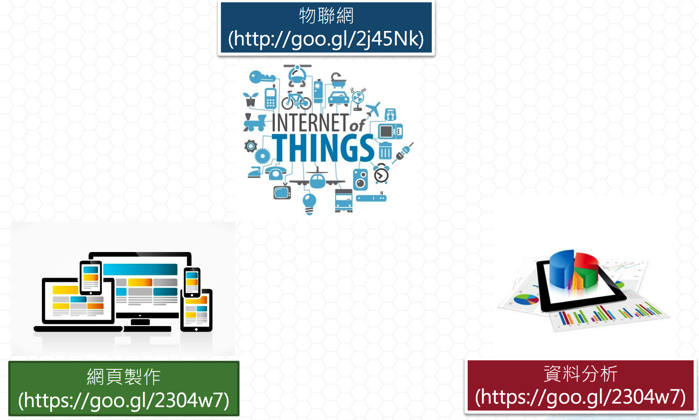 物聯網
(http://goo.gl/2j45Nk)
INTERNET of
THINGS
網頁製作
(https://goo.gl/2304w7)
資料分析
(https://goo.gl/2304w7)